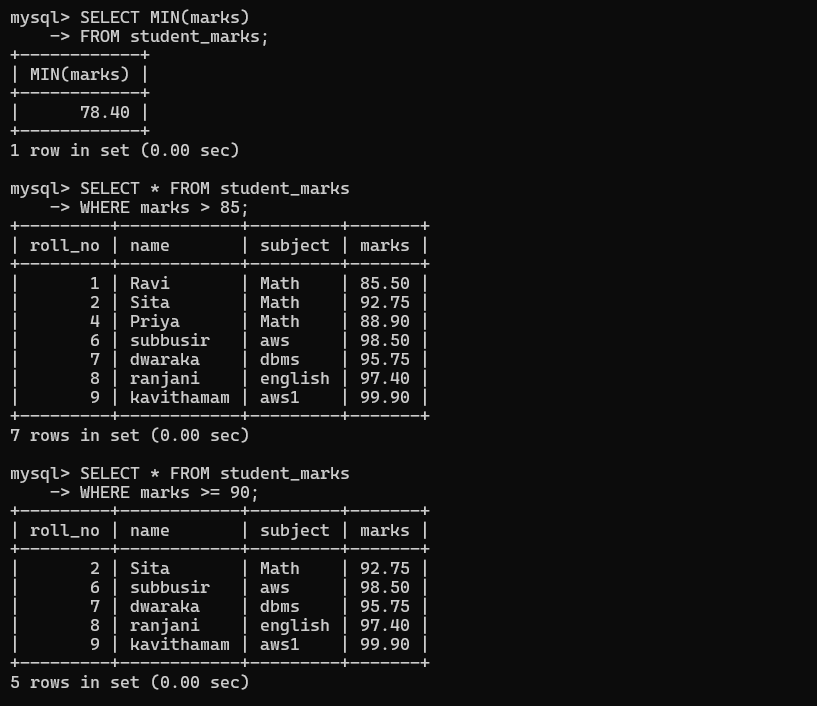 mysql> SELECT MIN(marks)
    -> FROM student_marks;
+------------+
| MIN(marks) |
+------------+
|      78.40 |
+------------+
1 row in set (0.00 sec)

mysql> SELECT * FROM student_marks
    -> WHERE marks > 85;
+---------+------------+---------+-------+
| roll_no | name       | subject | marks |
+---------+------------+---------+-------+
|       1 | Ravi       | Math    | 85.50 |
|       2 | Sita       | Math    | 92.75 |
|       4 | Priya      | Math    | 88.90 |
|       6 | subbusir   | aws     | 98.50 |
|       7 | dwaraka    | dbms    | 95.75 |
|       8 | ranjani    | english | 97.40 |
|       9 | kavithamam | aws1    | 99.90 |
+---------+------------+---------+-------+
7 rows in set (0.00 sec)

mysql> SELECT * FROM student_marks
    -> WHERE marks >= 90;
+---------+------------+---------+-------+
| roll_no | name       | subject | marks |
+---------+------------+---------+-------+
|       2 | Sita       | Math    | 92.75 |
|       6 | subbusir   | aws     | 98.50 |
|       7 | dwaraka    | dbms    | 95.75 |
|       8 | ranjani    | english | 97.40 |
|       9 | kavithamam | aws1    | 99.90 |
+---------+------------+---------+-------+
5 rows in set (0.00 sec)